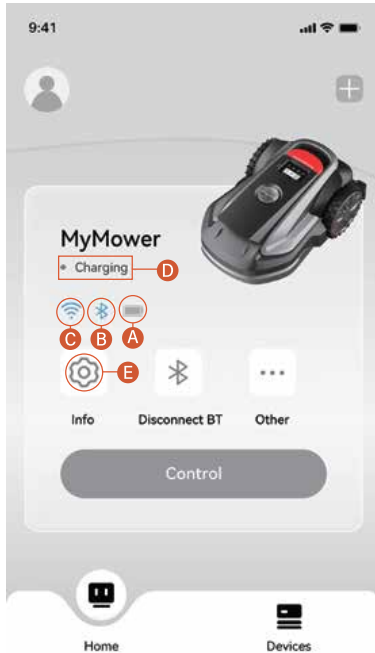 9:41
MyMower
Charging
D
C
B
A
E
Info
Disconnect BT
Other
Control
Home
Devices